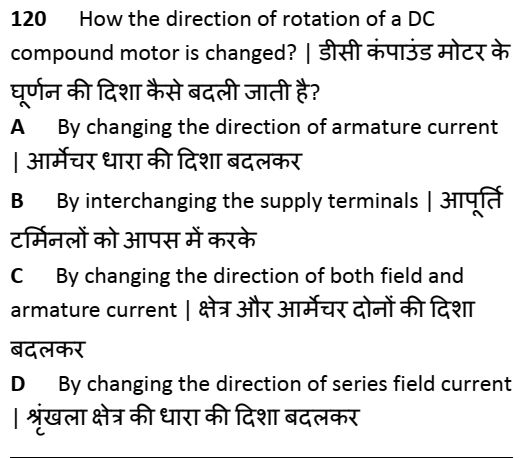 120 How the direction of rotation of a DC
compound motor is changed? | डीसी कंपाउंड मोटर के
घूर्णन की दिशा कैसे बदली जाती है?
A By changing the direction of armature current
| आर्मेचर धारा की दिशा बदलकर
B By interchanging the supply terminals | आपूर्ति
टर्मिनलों को आपस में करके
C By changing the direction of both field and
armature current | क्षेत्र और आर्मेचर दोनों की दिशा
बदलकर
D By changing the direction of series field current
| श्रृंखला क्षेत्र की धारा की दिशा बदलकर